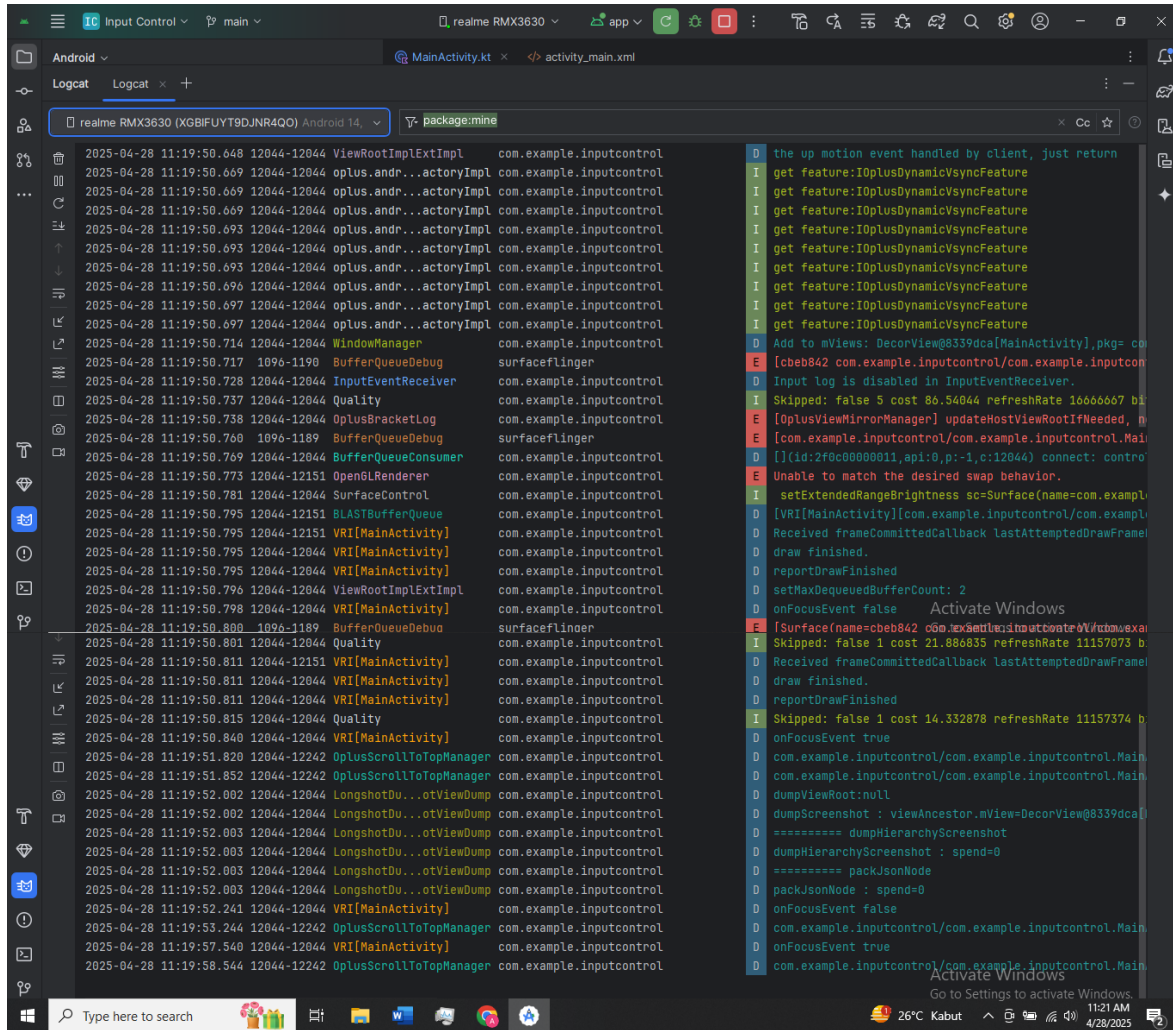 IC Input Control main realme RMX3630 app
Android MainActivity.kt activity_main.xml
Logcat Logcat
realme RMX3630 (XGBIFUYT9DJNR4QO) Android 14, package:mine Cc
2025-04-28 11:19:50.648 12044-12044 ViewRootImplExtImpl com.example.inputcontrol D the up motion event handled by client, just return
2025-04-28 11:19:50.669 12044-12044 oplus.andr...actoryImpl com.example.inputcontrol I get feature:IOplusDynamicVsyncFeature
2025-04-28 11:19:50.669 12044-12044 oplus.andr...actoryImpl com.example.inputcontrol I get feature:IOplusDynamicVsyncFeature
2025-04-28 11:19:50.669 12044-12044 oplus.andr...actoryImpl com.example.inputcontrol I get feature:IOplusDynamicVsyncFeature
2025-04-28 11:19:50.693 12044-12044 oplus.andr...actoryImpl com.example.inputcontrol I get feature:IOplusDynamicVsyncFeature
2025-04-28 11:19:50.693 12044-12044 oplus.andr...actoryImpl com.example.inputcontrol I get feature:IOplusDynamicVsyncFeature
2025-04-28 11:19:50.693 12044-12044 oplus.andr...actoryImpl com.example.inputcontrol I get feature:IOplusDynamicVsyncFeature
2025-04-28 11:19:50.696 12044-12044 oplus.andr...actoryImpl com.example.inputcontrol I get feature:IOplusDynamicVsyncFeature
2025-04-28 11:19:50.697 12044-12044 oplus.andr...actoryImpl com.example.inputcontrol I get feature:IOplusDynamicVsyncFeature
2025-04-28 11:19:50.697 12044-12044 oplus.andr...actoryImpl com.example.inputcontrol I get feature:IOplusDynamicVsyncFeature
2025-04-28 11:19:50.714 12044-12044 WindowManager com.example.inputcontrol D Add to mViews: DecorView@8339dca[MainActivity],pkg= co
2025-04-28 11:19:50.717 1096-1190 BufferQueueDebug surfaceflinger E [cbeb842 com.example.inputcontrol/com.example.inputcon
2025-04-28 11:19:50.728 12044-12044 InputEventReceiver com.example.inputcontrol D Input log is disabled in InputEventReceiver.
2025-04-28 11:19:50.737 12044-12044 Quality com.example.inputcontrol I Skipped: false 5 cost 86.54044 refreshRate 16666667 bi
2025-04-28 11:19:50.738 12044-12044 OplusBracketLog com.example.inputcontrol E [OplusViewMirrorManager] updateHostViewRootIfNeeded, n
2025-04-28 11:19:50.760 1096-1189 BufferQueueDebug surfaceflinger E [com.example.inputcontrol/com.example.inputcontrol.Mai
2025-04-28 11:19:50.769 12044-12044 BufferQueueConsumer com.example.inputcontrol D [](id:2f0c00000011,api:0,p:-1,c:12044) connect: contro
2025-04-28 11:19:50.773 12044-12151 OpenGLRenderer com.example.inputcontrol E Unable to match the desired swap behavior.
2025-04-28 11:19:50.781 12044-12044 SurfaceControl com.example.inputcontrol I setExtendedRangeBrightness sc=Surface(name=com.exampl
2025-04-28 11:19:50.795 12044-12151 BLASTBufferQueue com.example.inputcontrol D [VRI[MainActivity][com.example.inputcontrol/com.exampl
2025-04-28 11:19:50.795 12044-12151 VRI[MainActivity] com.example.inputcontrol D Received frameCommittedCallback lastAttemptedDrawFrame
2025-04-28 11:19:50.795 12044-12044 VRI[MainActivity] com.example.inputcontrol D draw finished.
2025-04-28 11:19:50.795 12044-12044 VRI[MainActivity] com.example.inputcontrol D reportDrawFinished
2025-04-28 11:19:50.796 12044-12044 ViewRootImplExtImpl com.example.inputcontrol D setMaxDequeuedBufferCount: 2
2025-04-28 11:19:50.798 12044-12044 VRI[MainActivity] com.example.inputcontrol D onFocusEvent false
Activate Windows
2025-04-28 11:19:50.800 1096-1189 BufferQueueDebug surfaceflinger E [Surface(name=cbeb842
2025-04-28 11:19:50.801 12044-12044 Quality com.example.inputcontrol I Skipped: false 1 cost 21.886835 refreshRate 11157073 b
2025-04-28 11:19:50.811 12044-12151 VRI[MainActivity] com.example.inputcontrol D Received frameCommittedCallback lastAttemptedDrawFrame
2025-04-28 11:19:50.811 12044-12044 VRI[MainActivity] com.example.inputcontrol D draw finished.
2025-04-28 11:19:50.811 12044-12044 VRI[MainActivity] com.example.inputcontrol D reportDrawFinished
2025-04-28 11:19:50.815 12044-12044 Quality com.example.inputcontrol I Skipped: false 1 cost 14.332878 refreshRate 11157374 b
2025-04-28 11:19:50.840 12044-12044 VRI[MainActivity] com.example.inputcontrol D onFocusEvent true
2025-04-28 11:19:51.820 12044-12242 OplusScrollToTopManager com.example.inputcontrol D com.example.inputcontrol/com.example.inputcontrol.Main
2025-04-28 11:19:51.852 12044-12242 OplusScrollToTopManager com.example.inputcontrol D com.example.inputcontrol/com.example.inputcontrol.Main
2025-04-28 11:19:52.002 12044-12044 LongshotDu...otViewDump com.example.inputcontrol D dumpViewRoot:null
2025-04-28 11:19:52.002 12044-12044 LongshotDu...otViewDump com.example.inputcontrol D dumpScreenshot : viewAncestor.mView=DecorView@8339dca[
2025-04-28 11:19:52.003 12044-12044 LongshotDu...otViewDump com.example.inputcontrol D ========== dumpHierarchyScreenshot
2025-04-28 11:19:52.003 12044-12044 LongshotDu...otViewDump com.example.inputcontrol D dumpHierarchyScreenshot : spend=0
2025-04-28 11:19:52.003 12044-12044 LongshotDu...otViewDump com.example.inputcontrol D ========== packJsonNode
2025-04-28 11:19:52.003 12044-12044 LongshotDu...otViewDump com.example.inputcontrol D packJsonNode : spend=0
2025-04-28 11:19:52.241 12044-12044 VRI[MainActivity] com.example.inputcontrol D onFocusEvent false
2025-04-28 11:19:53.244 12044-12242 OplusScrollToTopManager com.example.inputcontrol D com.example.inputcontrol/com.example.inputcontrol.Main
2025-04-28 11:19:57.540 12044-12044 VRI[MainActivity] com.example.inputcontrol D onFocusEvent true
2025-04-28 11:19:58.544 12044-12242 OplusScrollToTopManager com.example.inputcontrol D com.example.inputcontrol/com.example.inputcontrol.Main
Activate Windows
Go to Settings to activate Windows.
Type here to search 26°C Kabut 11:21 AM
4/28/2025